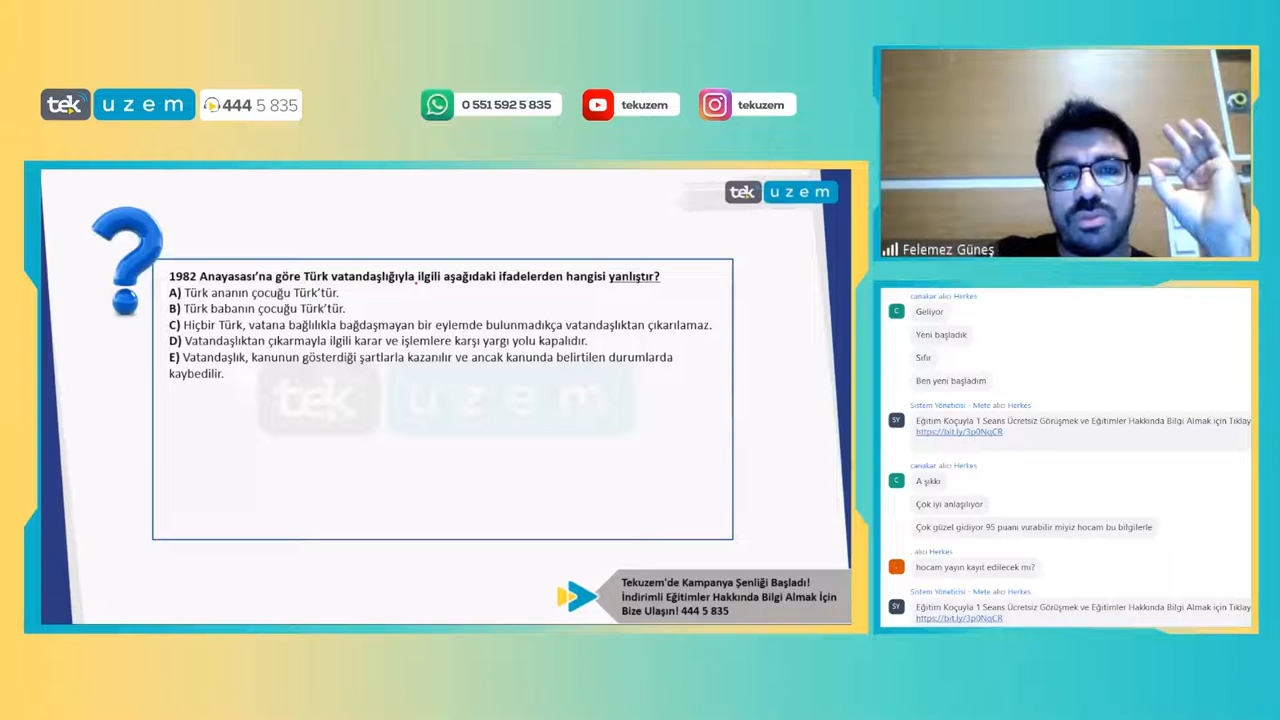 tek uzem 444 5 835
0 551 592 5 835
tekuzem
tekuzem
tek uzem
1982 Anayasası'na göre Türk vatandaşlığıyla ilgili aşağıdaki ifadelerden hangisi yanlıştır?
A) Türk ananın çocuğu Türk'tür.
B) Türk babanın çocuğu Türk'tür.
C) Hiçbir Türk, vatana bağlılıkla bağdaşmayan bir eylemde bulunmadıkça vatandaşlıktan çıkarılamaz.
D) Vatandaşlıktan çıkarmayla ilgili karar ve işlemlere karşı yargı yolu kapalıdır.
E) Vatandaşlık, kanunun gösterdiği şartlarla kazanılır ve ancak kanunda belirtilen durumlarda
kaybedilir.
tek uzem
Tekuzem'de Kampanya Şenliği Başladı!
İndirimli Eğitimler Hakkında Bilgi Almak İçin
Bize Ulaşın! 444 5 835
Felemez Güneş
canakar alıcı Herkes
C
Geliyor
Yeni başladık
Sıfır
Ben yeni başladım
Sistem Yöneticisi - Mete alıcı Herkes
SY
Eğitim Koçuyla 1 Seans Ücretsiz Görüşmek ve Eğitimler Hakkında Bilgi Almak için Tıklay
https://bit.ly/3p0NqCR
canakar alıcı Herkes
C
A şıkkı
Çok iyi anlaşılıyor
Çok güzel gidiyor 95 puanı vurabilir miyiz hocam bu bilgilerle
. alıcı Herkes
.
hocam yayın kayıt edilecek mı?
Sistem Yöneticisi - Mete alıcı Herkes
SY
Eğitim Koçuyla 1 Seans Ücretsiz Görüşmek ve Eğitimler Hakkında Bilgi Almak için Tıklay
https://bit.ly/3p0NqCR